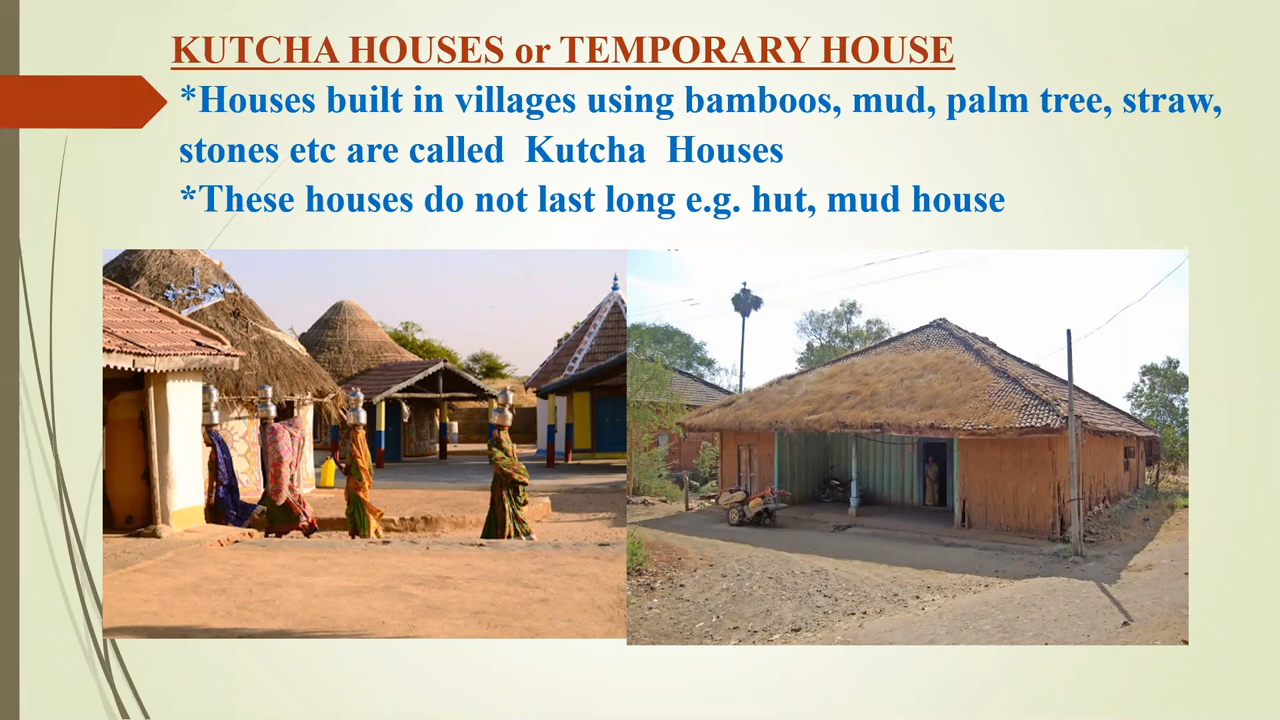 KUTCHA HOUSES or TEMPORARY HOUSE
*Houses built in villages using bamboos, mud, palm tree, straw,
stones etc are called Kutcha Houses
*These houses do not last long e.g. hut, mud house